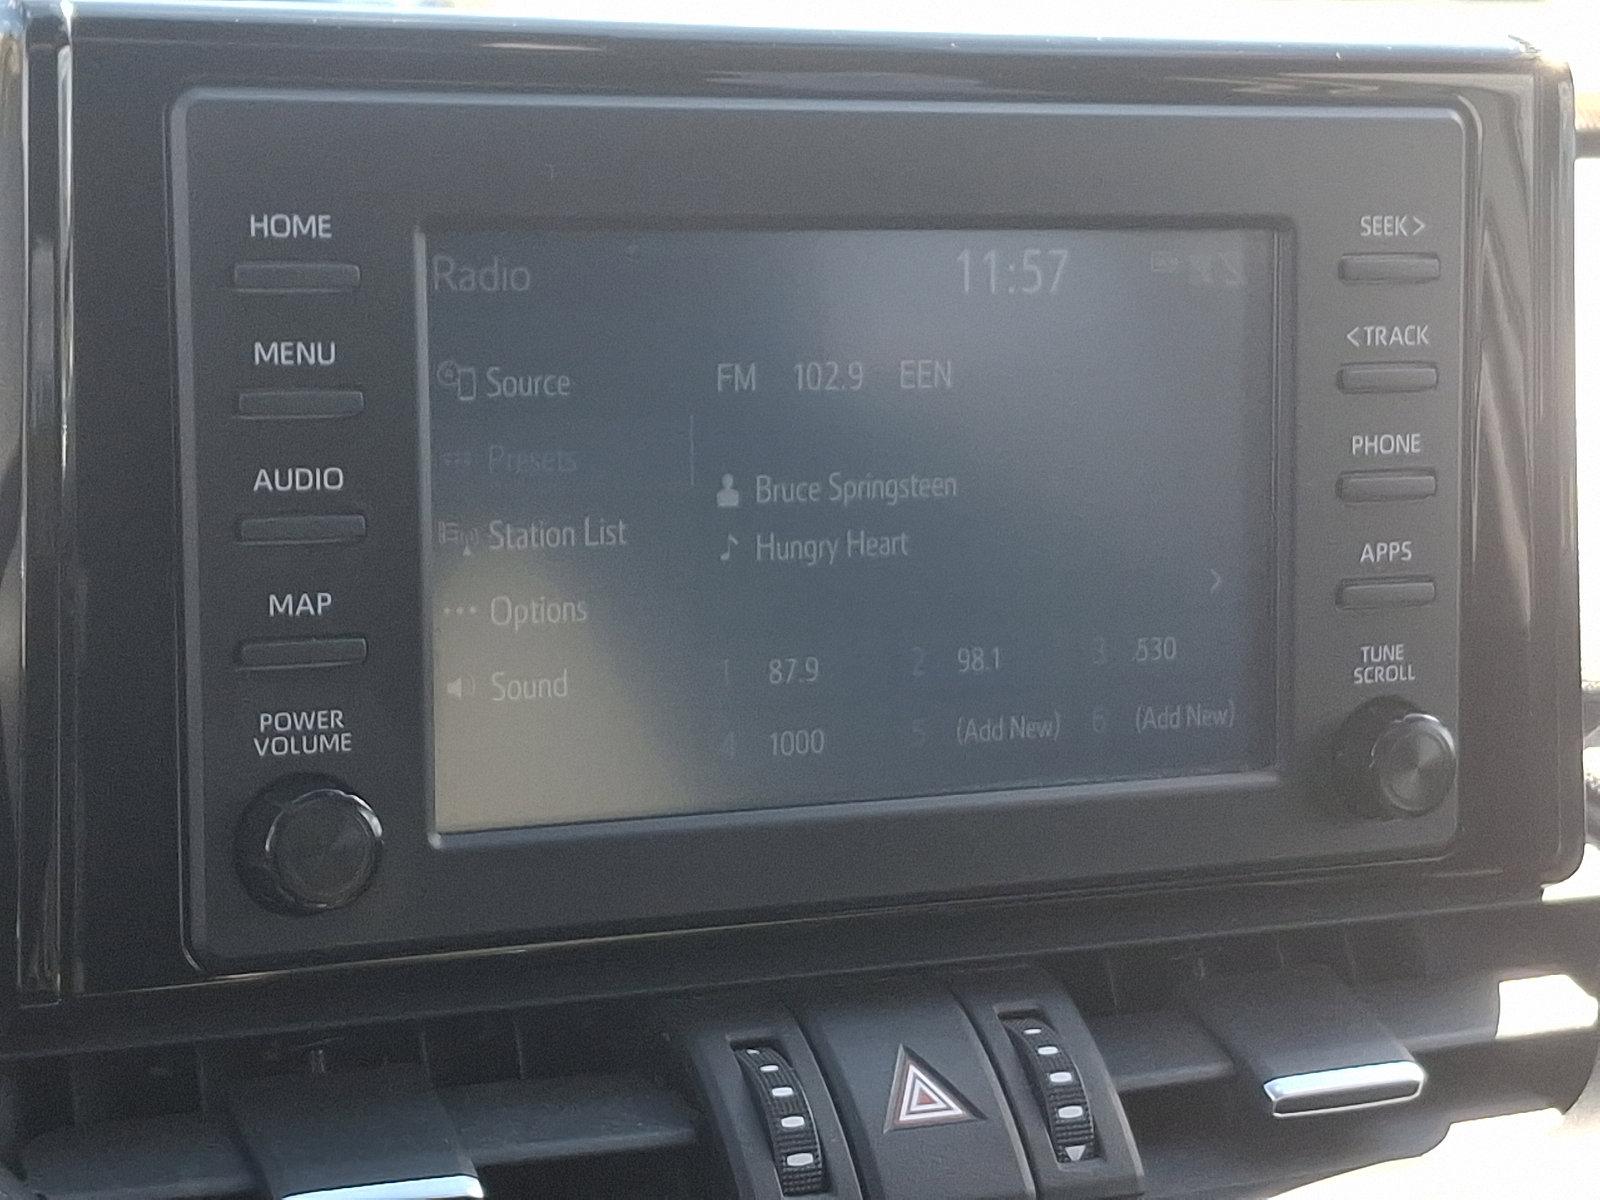 HOME
MENU
AUDIO
MAP
POWER
VOLUME
Radio
11:57
Source
Presets
Station List
Options
Sound
FM 102.9 EEN
Bruce Springsteen
Hungry Heart
1 87.9 2 98.1 3 530
4 1000 5 (Add New) 6 (Add New)
SEEK >
< TRACK
PHONE
APPS
TUNE
SCROLL